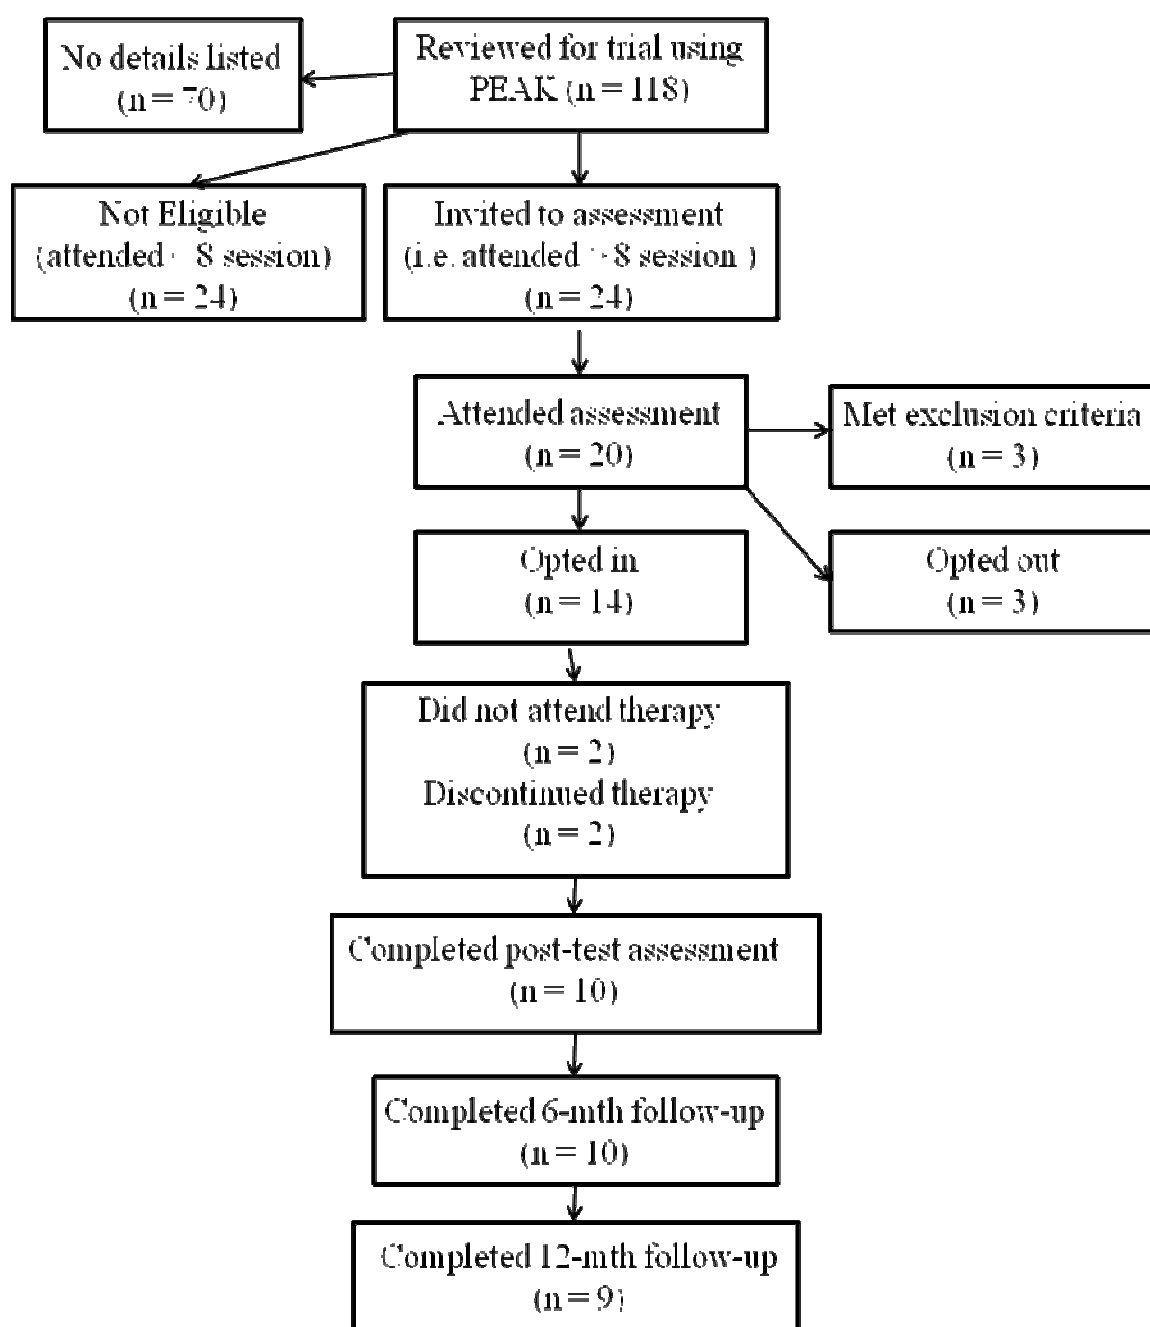 No details listed
(n = 70)
Reviewed for trial using
PEAK (n = 118)
Not Eligible
(attended 8 session)
(n = 24)
Invited to assessment
(i.e. attended >8 session )
(n = 24)
Attended assessment
(n = 20)
Met exclusion criteria
(n = 3)
Opted in
(n = 14)
Opted out
(n = 3)
Did not attend therapy
(n = 2)
Discontinued therapy
(n = 2)
Completed post-test assessment
(n = 10)
Completed 6-mth follow-up
(n = 10)
Completed 12-mth follow-up
(n = 9)